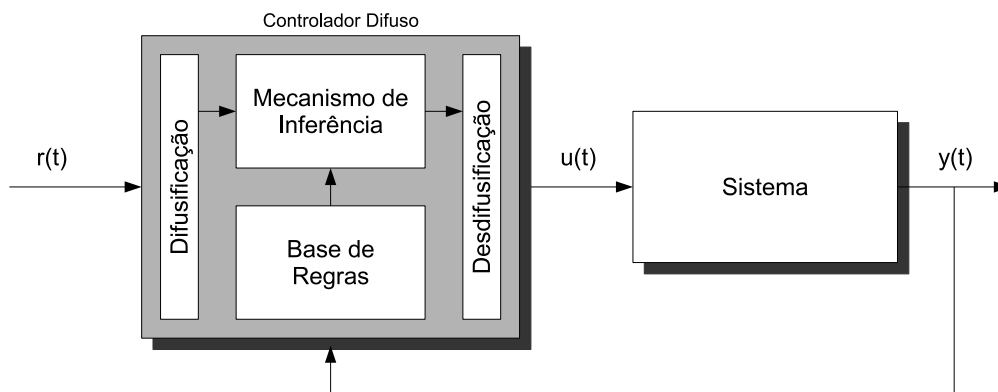 Controlador Difuso
r(t)
Difusificação
Mecanismo de
Inferência
Base de
Regras
Desdifusificação
u(t)
Sistema
y(t)